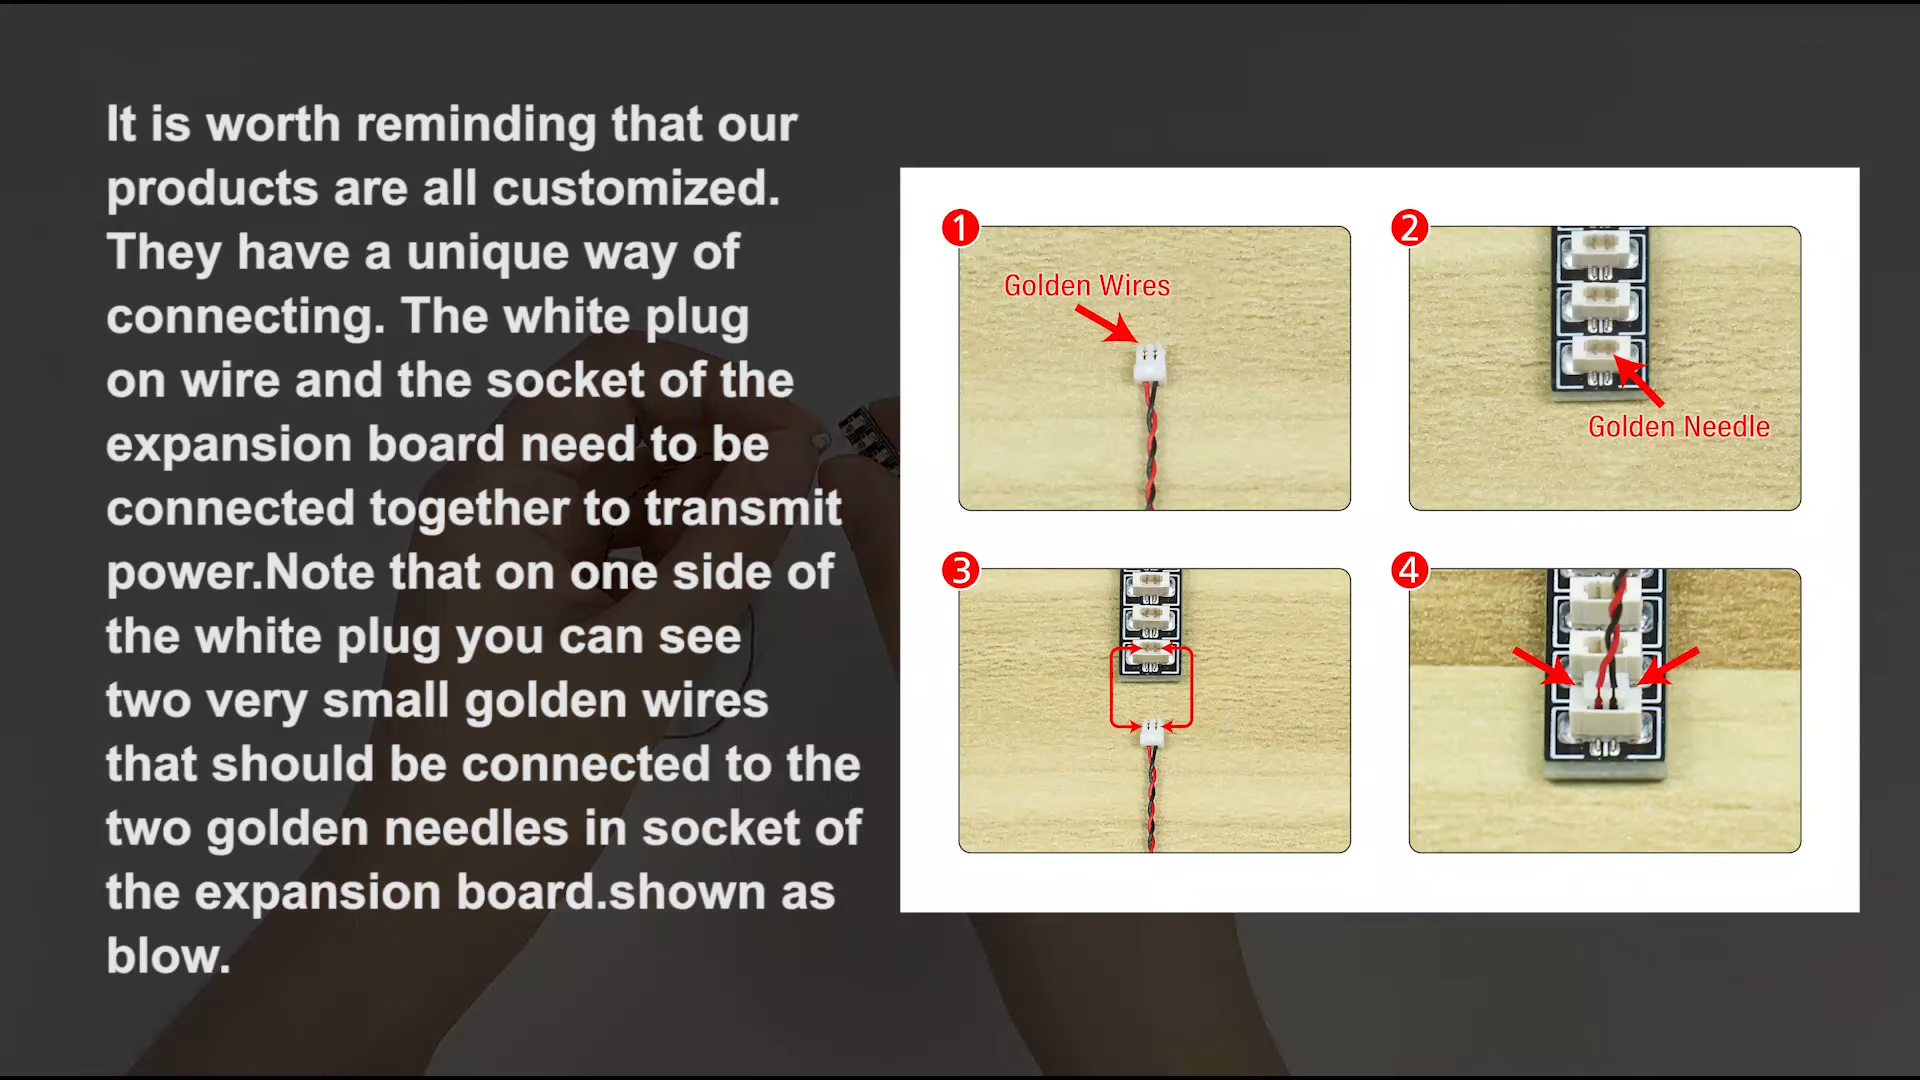 It is worth reminding that our
products are all customized.
They have a unique way of
connecting. The white plug
on wire and the socket of the
expansion board need to be
connected together to transmit
power.Note that on one side of
the white plug you can see
two very small golden wires
that should be connected to the
two golden needles in socket of
the expansion board.shown as
blow.
1
Golden Wires
2
Golden Needle
3
4